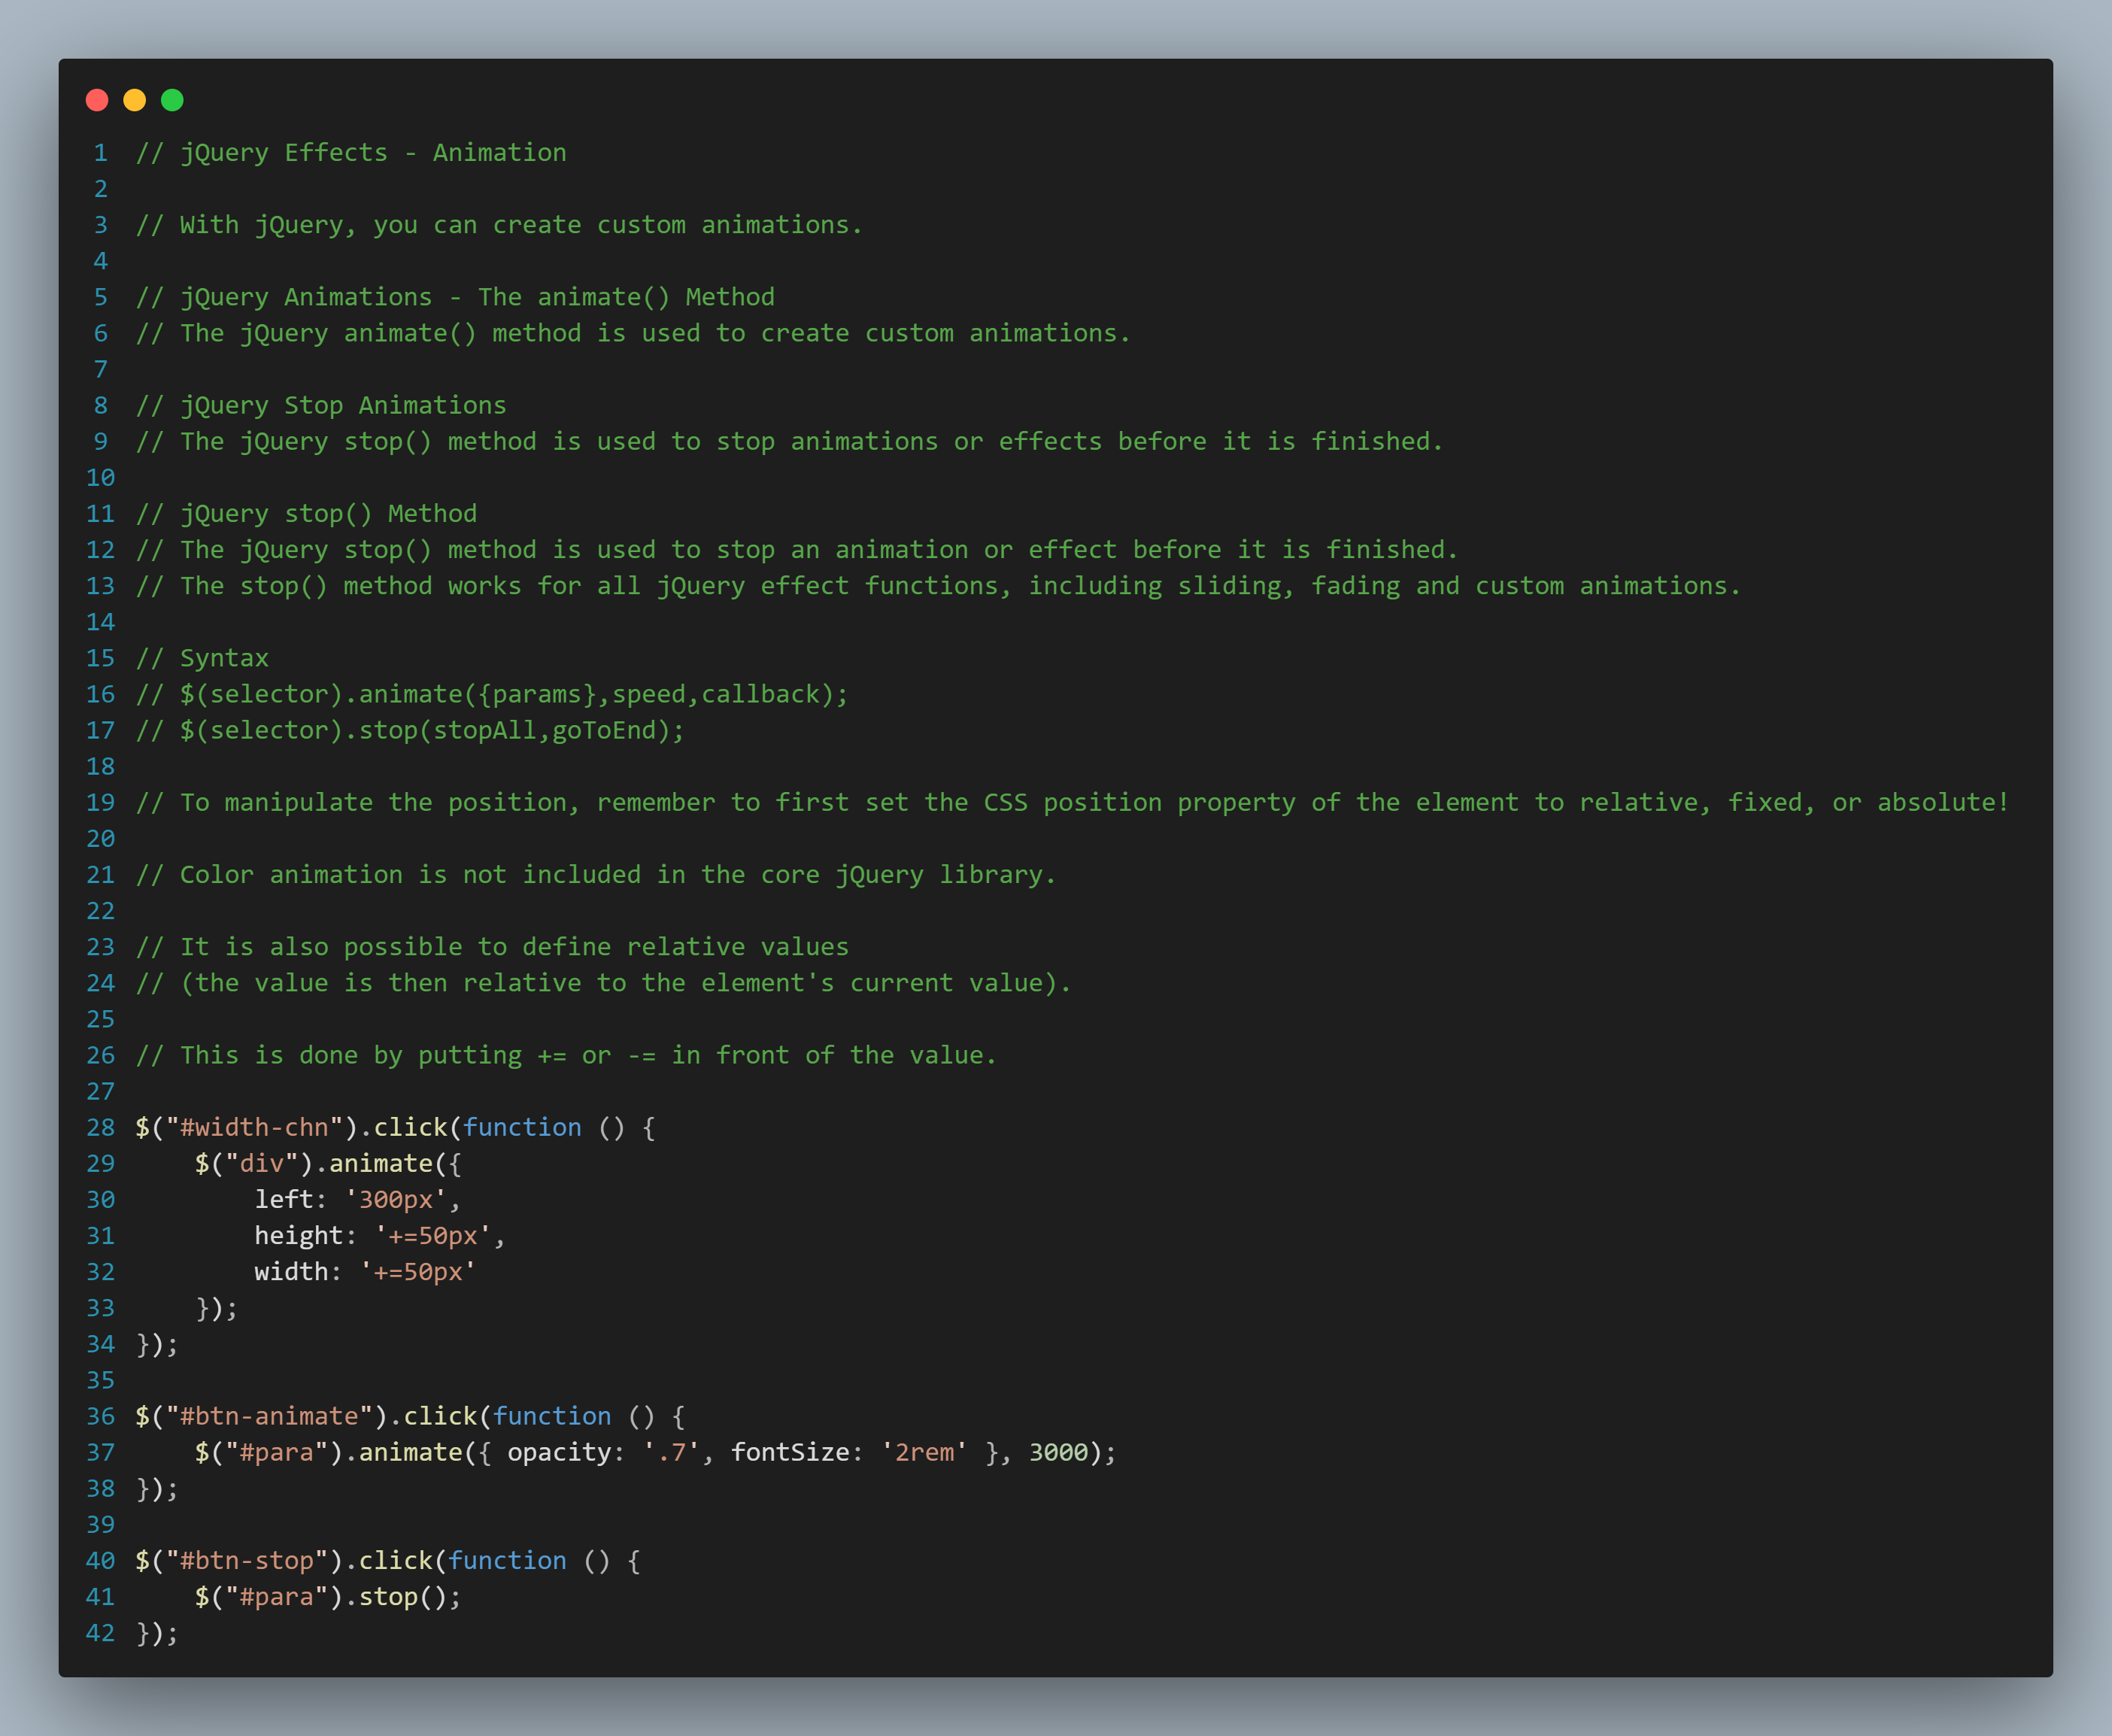 1 // jQuery Effects - Animation
2
3 // With jQuery, you can create custom animations.
4
5 // jQuery Animations - The animate() Method
6 // The jQuery animate() method is used to create custom animations.
7
8 // jQuery Stop Animations
9 // The jQuery stop() method is used to stop animations or effects before it is finished.
10
11 // jQuery stop() Method
12 // The jQuery stop() method is used to stop an animation or effect before it is finished.
13 // The stop() method works for all jQuery effect functions, including sliding, fading and custom animations.
14
15 // Syntax
16 // $(selector).animate({params},speed,callback);
17 // $(selector).stop(stopAll,goToEnd);
18
19 // To manipulate the position, remember to first set the CSS position property of the element to relative, fixed, or absolute!
20
21 // Color animation is not included in the core jQuery library.
22
23 // It is also possible to define relative values
24 // (the value is then relative to the element's current value).
25
26 // This is done by putting += or -= in front of the value.
27
28 $("#width-chn").click(function () {
29     $("div").animate({
30         left: '300px',
31         height: '+=50px',
32         width: '+=50px'
33     });
34 });
35
36 $("#btn-animate").click(function () {
37     $("#para").animate({ opacity: '.7', fontSize: '2rem' }, 3000);
38 });
39
40 $("#btn-stop").click(function () {
41     $("#para").stop();
42 });